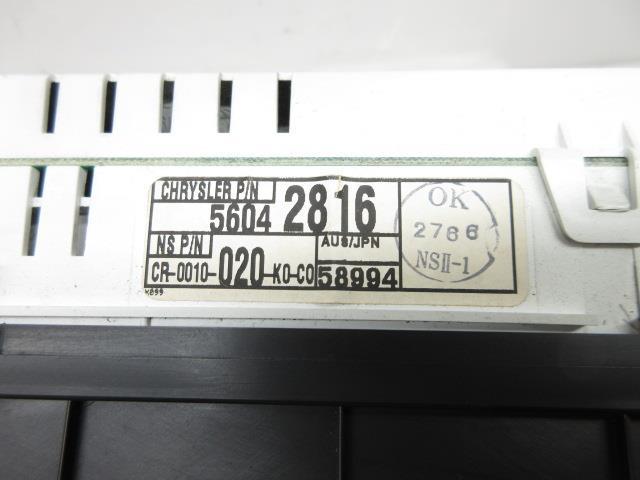 CHRYSLER P/N
5604 2816
NS P/N
AUS/JPN
CR-0010-020-K0-C0 58994
OK
2766
NSII-1